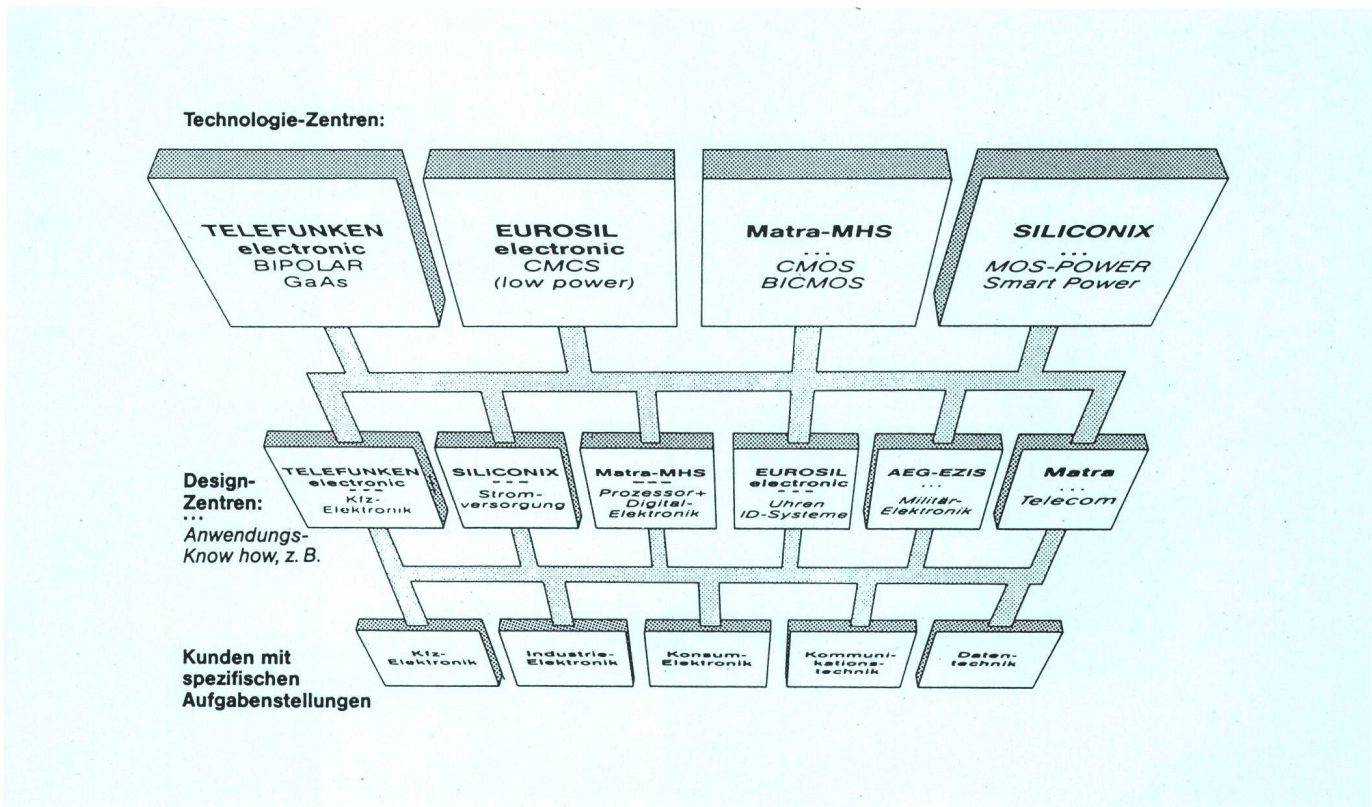 Technologie-Zentren:
TELEFUNKEN
electronic
BIPOLAR
GaAs
EUROSIL
electronic
CMCS
(low power)
Matra-MHS
...
CMOS
BICMOS
SILICONIX
...
MOS-POWER
Smart Power
Design-
Zentren:
...
Anwendungs-
Know how, z. B.
TELEFUNKEN
electronic
---
Kfz-
Elektronik
SILICONIX
---
Strom-
versorgung
Matra-MHS
---
Prozessor+
Digital-
Elektronik
EUROSIL
electronic
---
Uhren
ID-Systeme
AEG-EZIS
...
Militär-
Elektronik
Matra
...
Telecom
Kunden mit
spezifischen
Aufgabenstellungen
Kfz-
Elektronik
Industrie-
Elektronik
Konsum-
Elektronik
Kommuni-
kations-
technik
Daten-
technik